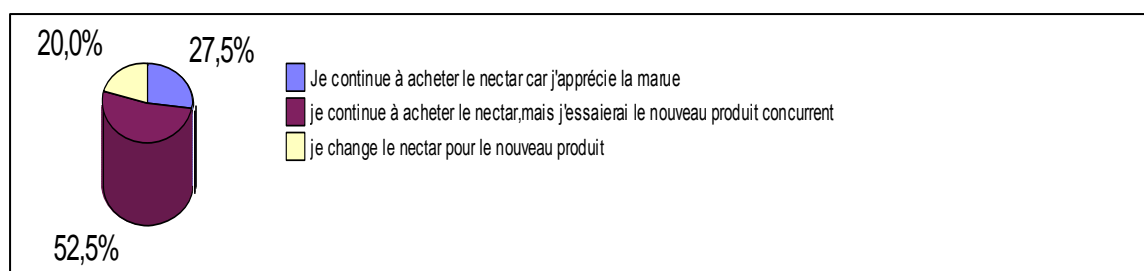 20,0%
27,5%
Je continue à acheter le nectar car j'apprécie la marue
je continue à acheter le nectar,mais j'essaierai le nouveau produit concurrent
je change le nectar pour le nouveau produit
52,5%